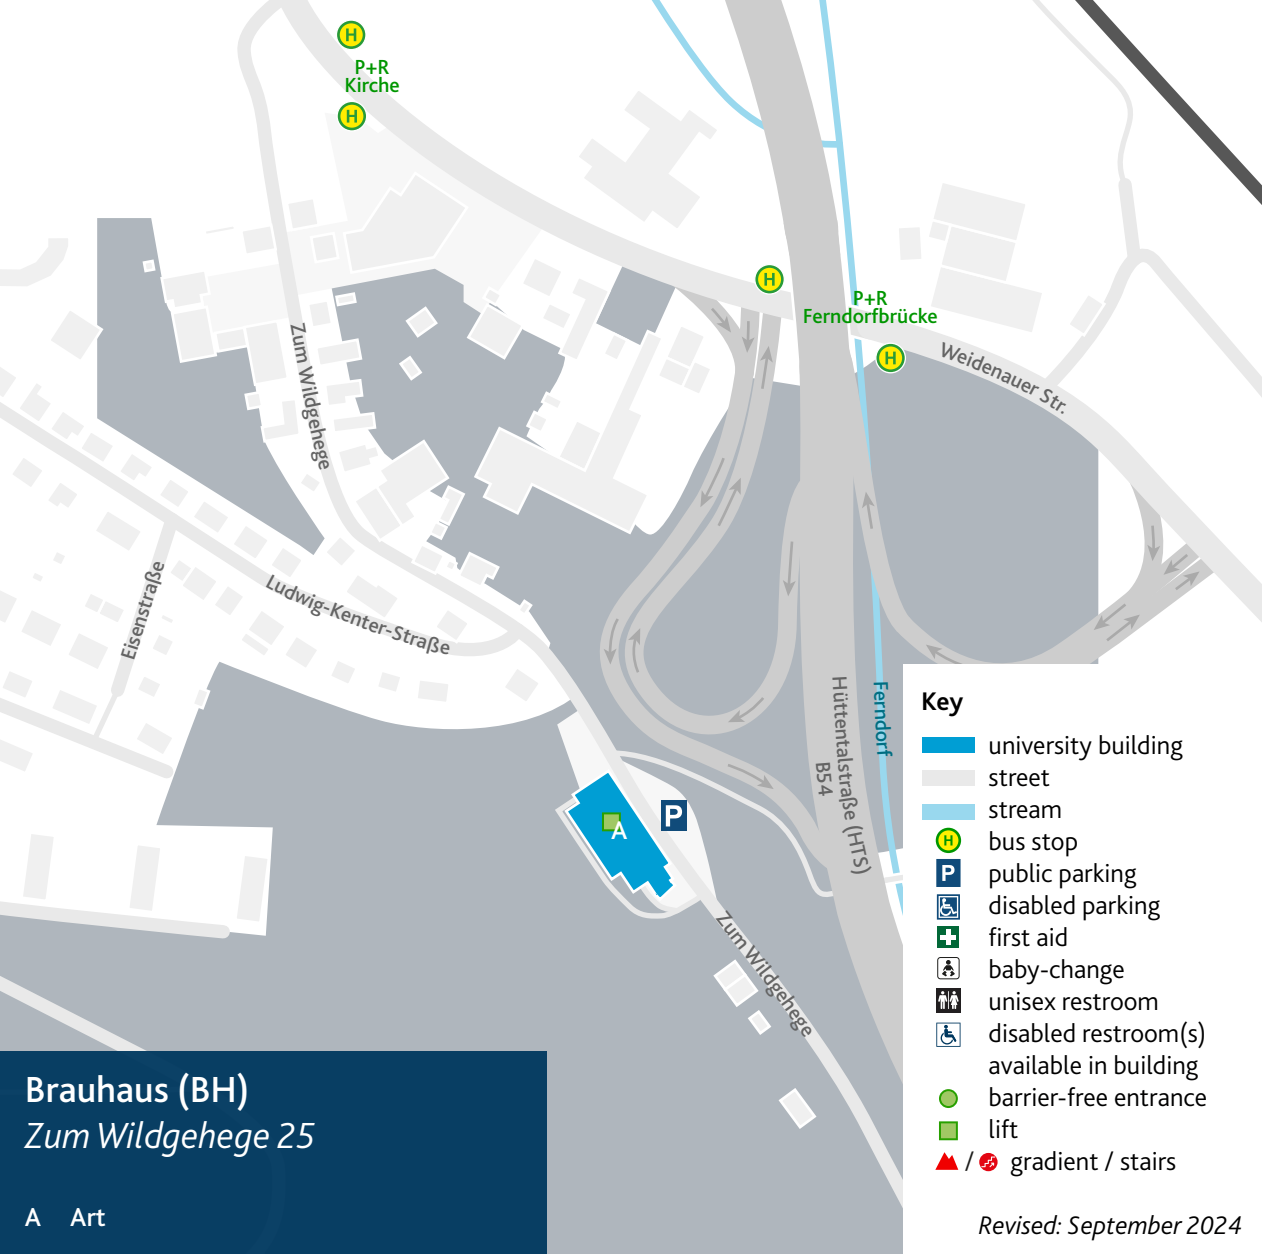 H
P+R
Kirche
H
H
P+R
Ferndorfbrücke
H
Weidenauer Str.
Zum Wildgehege
Eisenstraße
Ludwig-Kenter-Straße
Hüttentalstraße (HTS)
B54
Ferndorf
P
A
Zum Wildgehege
Key
university building
street
stream
H bus stop
P public parking
disabled parking
first aid
baby-change
unisex restroom
disabled restroom(s)
available in building
barrier-free entrance
lift
/ gradient / stairs
Revised: September 2024
Brauhaus (BH)
Zum Wildgehege 25
A Art